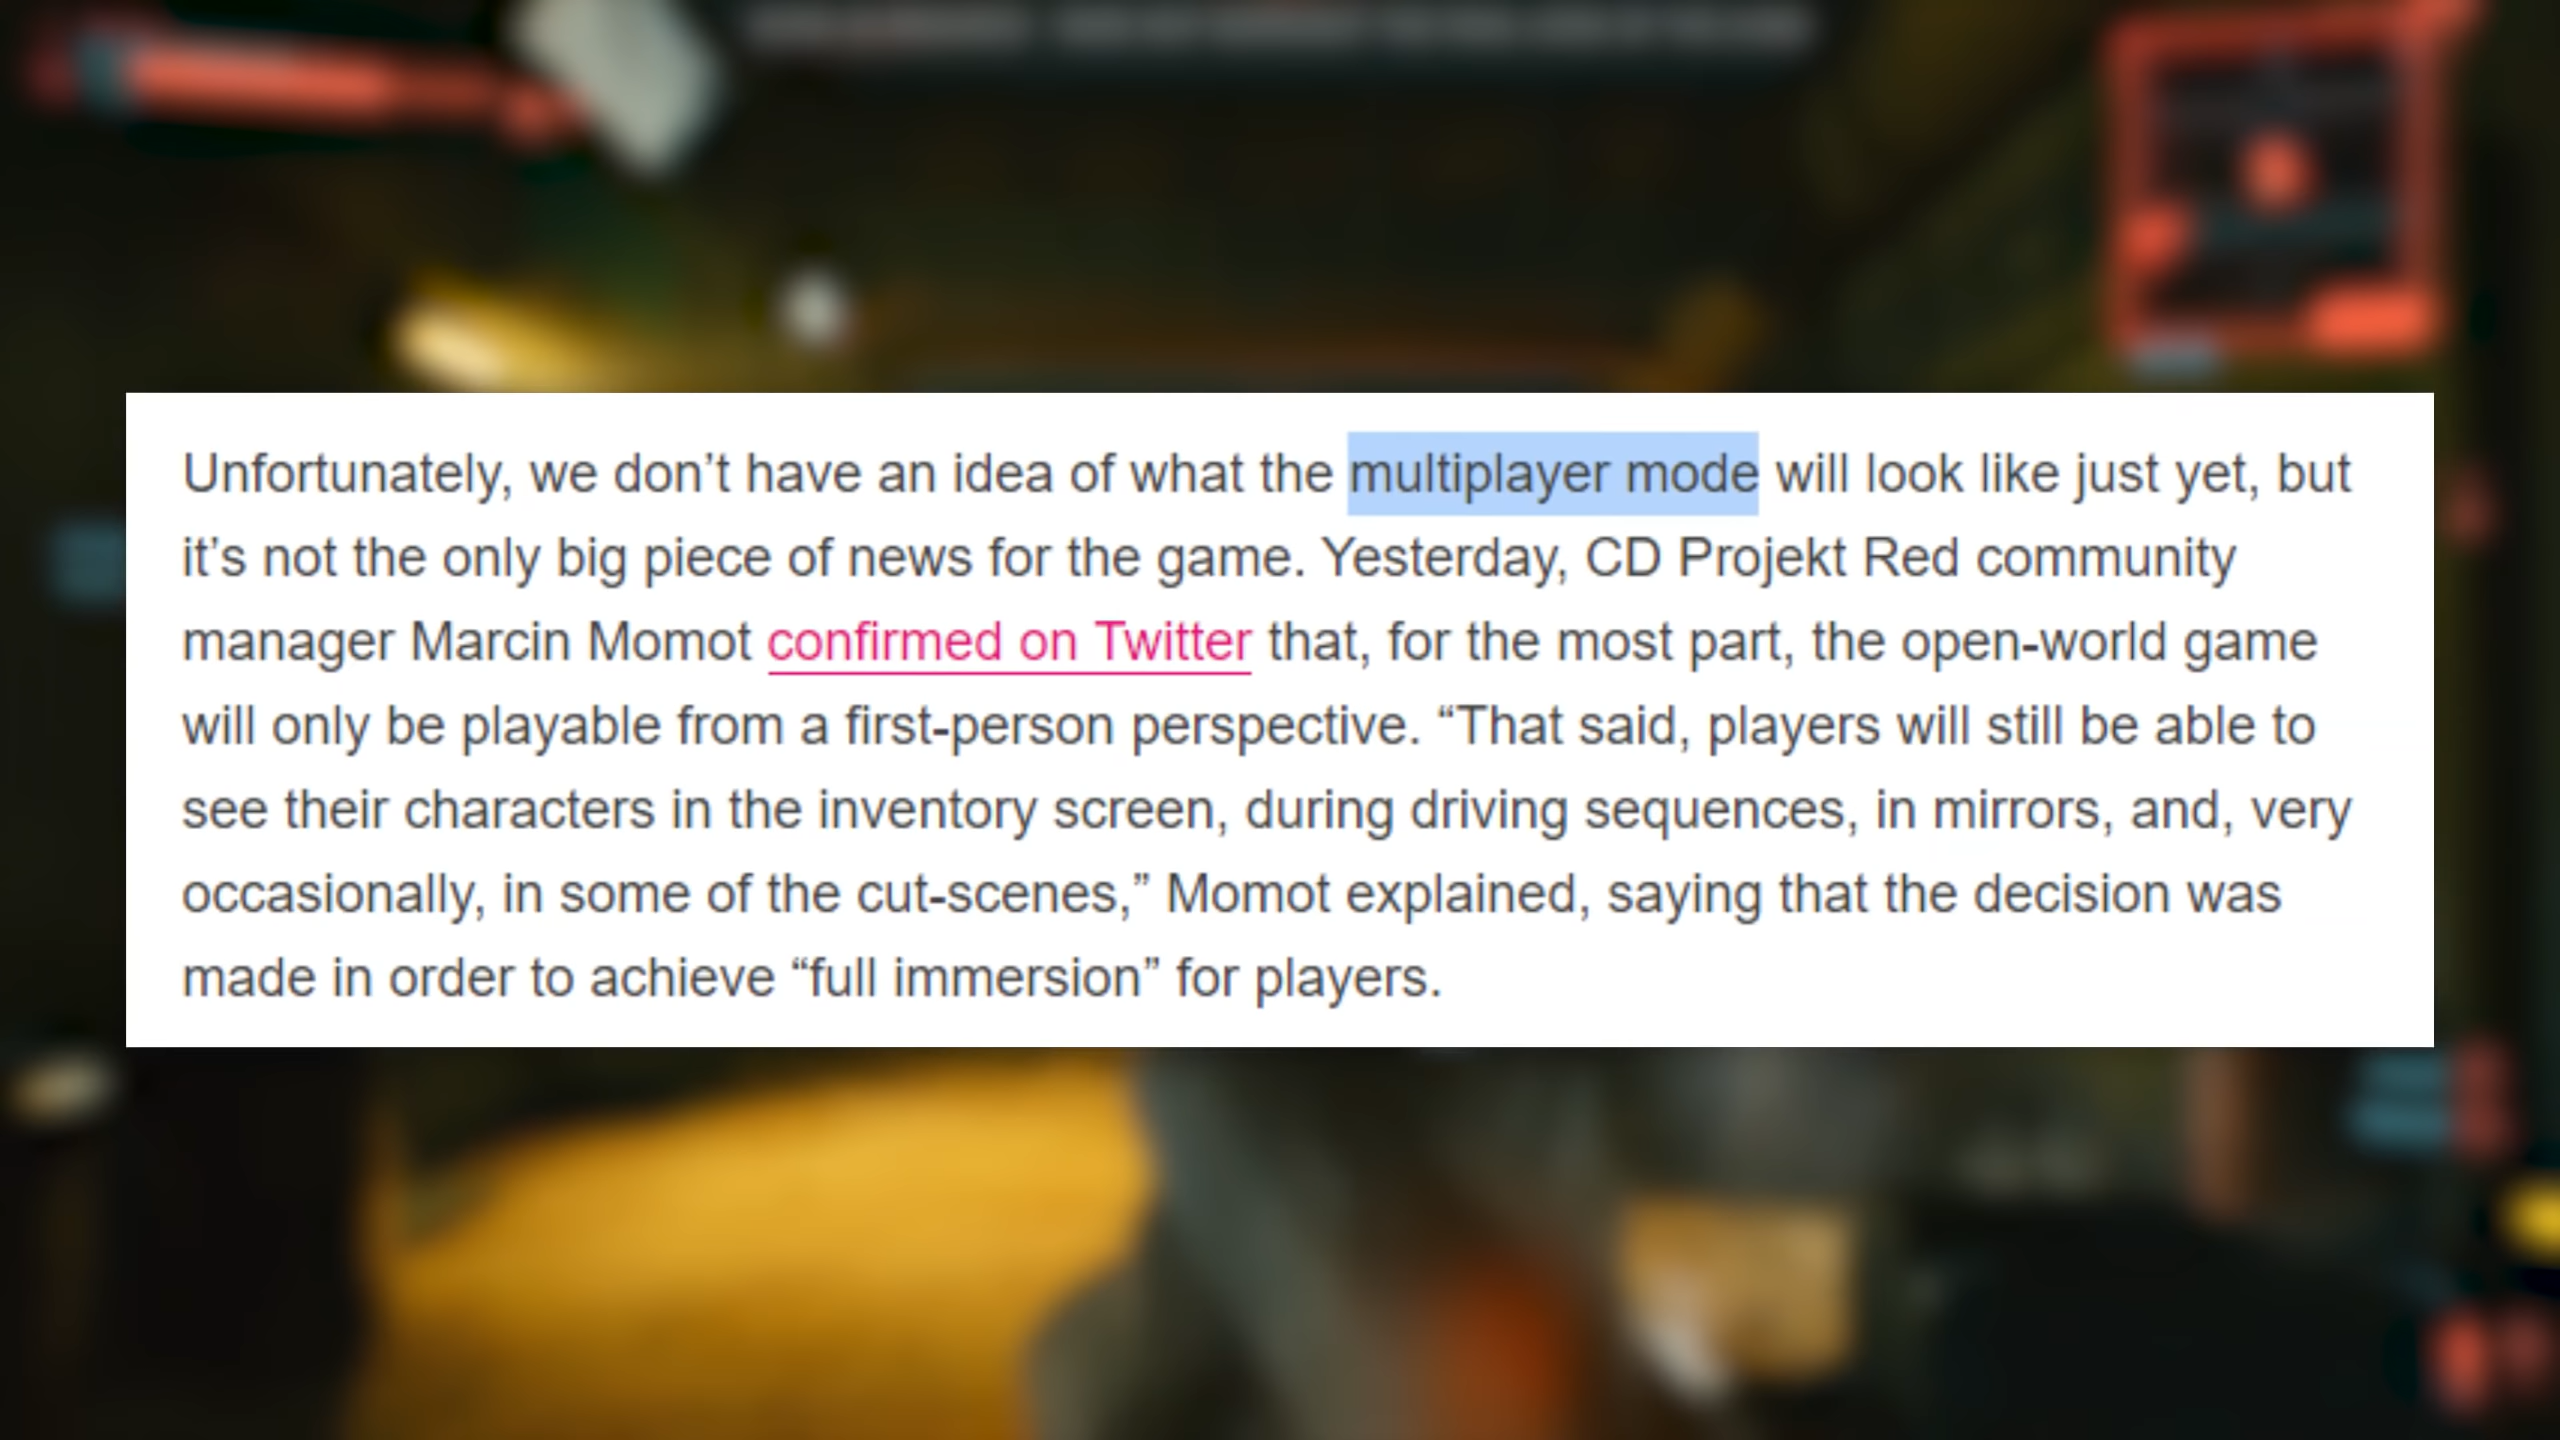 Unfortunately, we don’t have an idea of what the multiplayer mode will look like just yet, but
it’s not the only big piece of news for the game. Yesterday, CD Projekt Red community
manager Marcin Momot confirmed on Twitter that, for the most part, the open-world game
will only be playable from a first-person perspective. “That said, players will still be able to
see their characters in the inventory screen, during driving sequences, in mirrors, and, very
occasionally, in some of the cut-scenes,” Momot explained, saying that the decision was
made in order to achieve “full immersion” for players.